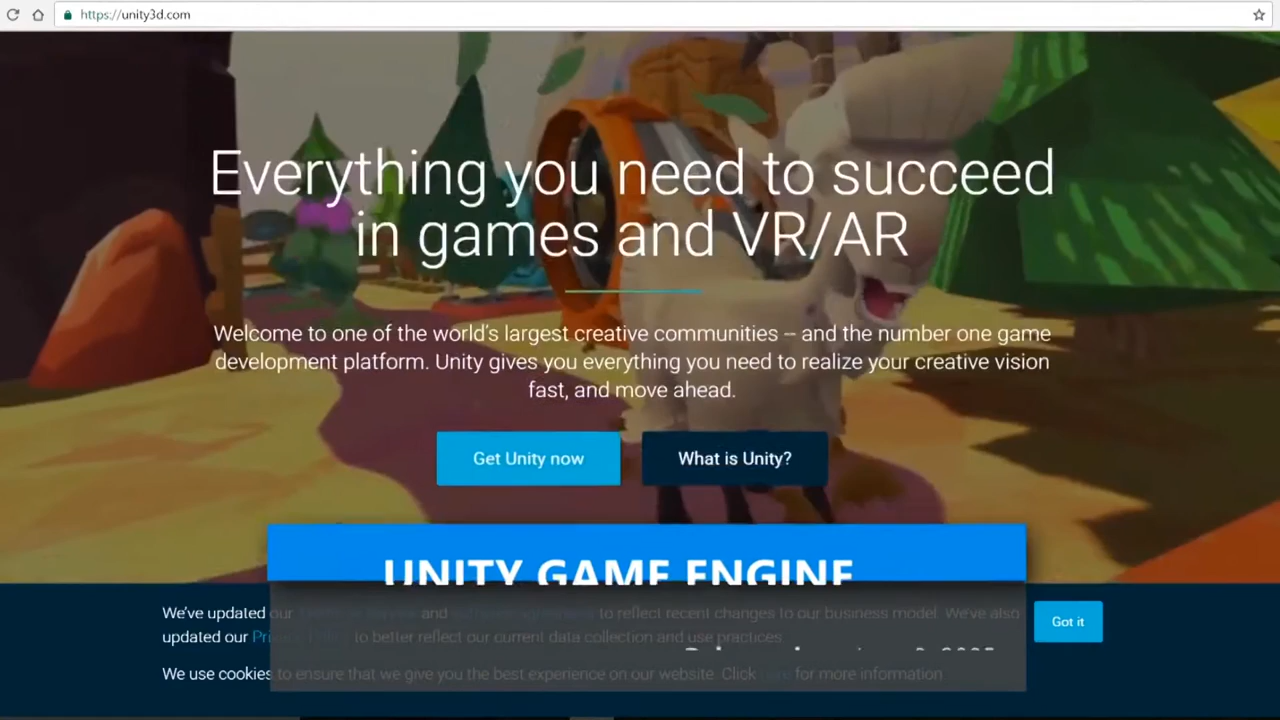 https://unity3d.com
Everything you need to succeed
in games and VR/AR
Welcome to one of the world's largest creative communities – and the number one game
development platform. Unity gives you everything you need to realize your creative vision
fast, and move ahead.
Get Unity now
What is Unity?
UNITY GAME ENGINE
We've updated our and to reflect recent changes to our business model. We've also
updated our to better reflect our current data collection and use practices.
Got it
We use cookies to ensure that we give you the best experience on our website. Click for more information